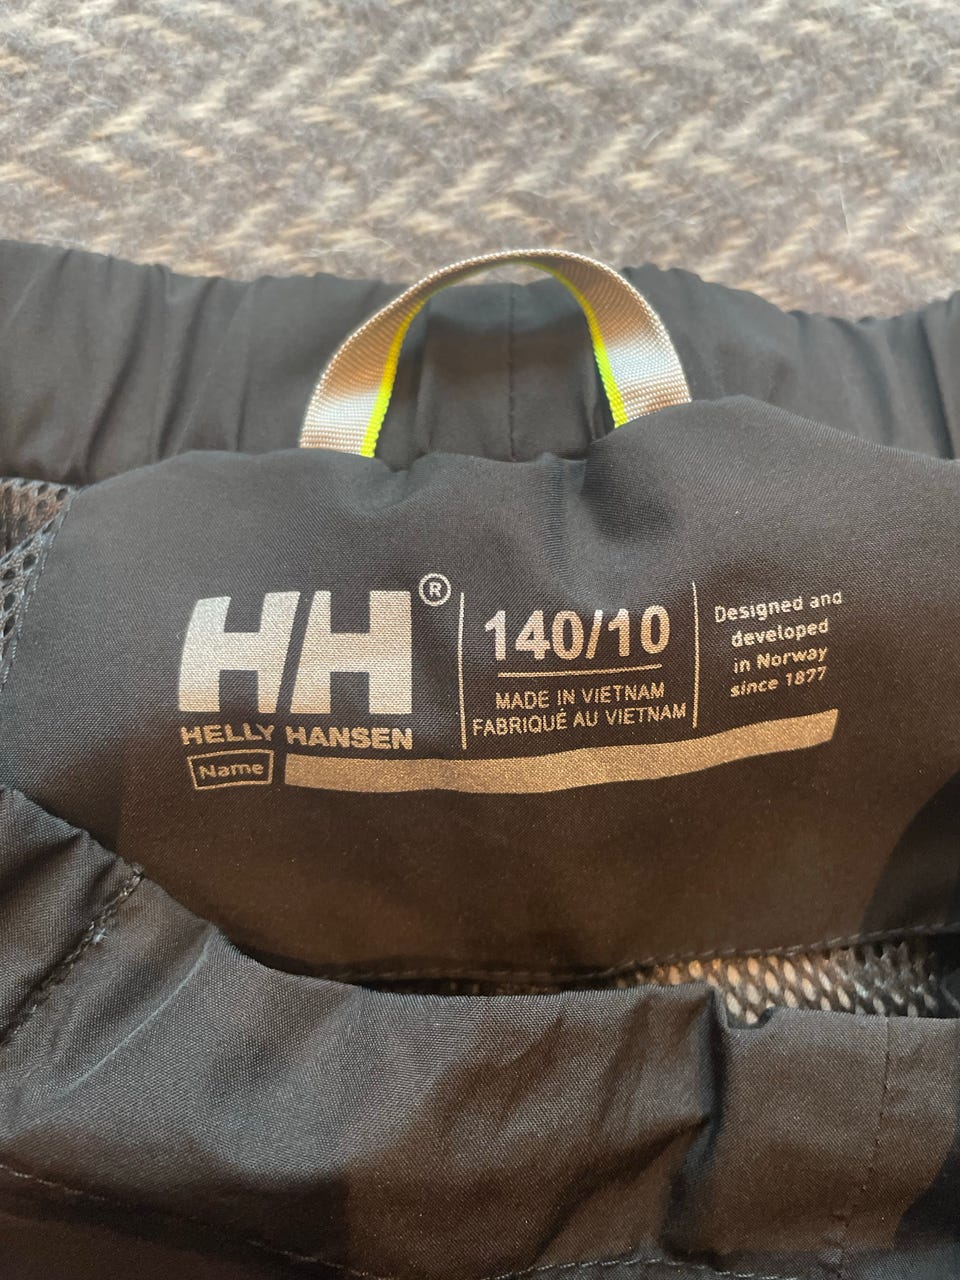 HH®
HELLY HANSEN
Name
140/10
MADE IN VIETNAM
FABRIQUÉ AU VIETNAM
Designed and
developed
in Norway
since 1877